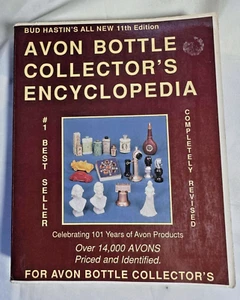 BUD HASTIN'S ALL NEW 11th Edition
AVON BOTTLE
COLLECTOR'S
ENCYCLOPEDIA
#1 BEST SELLER
COMPLETELY REVISED
Celebrating 101 Years of Avon Products
Over 14,000 AVONS
Priced and Identified.
FOR AVON BOTTLE COLLECTOR'S